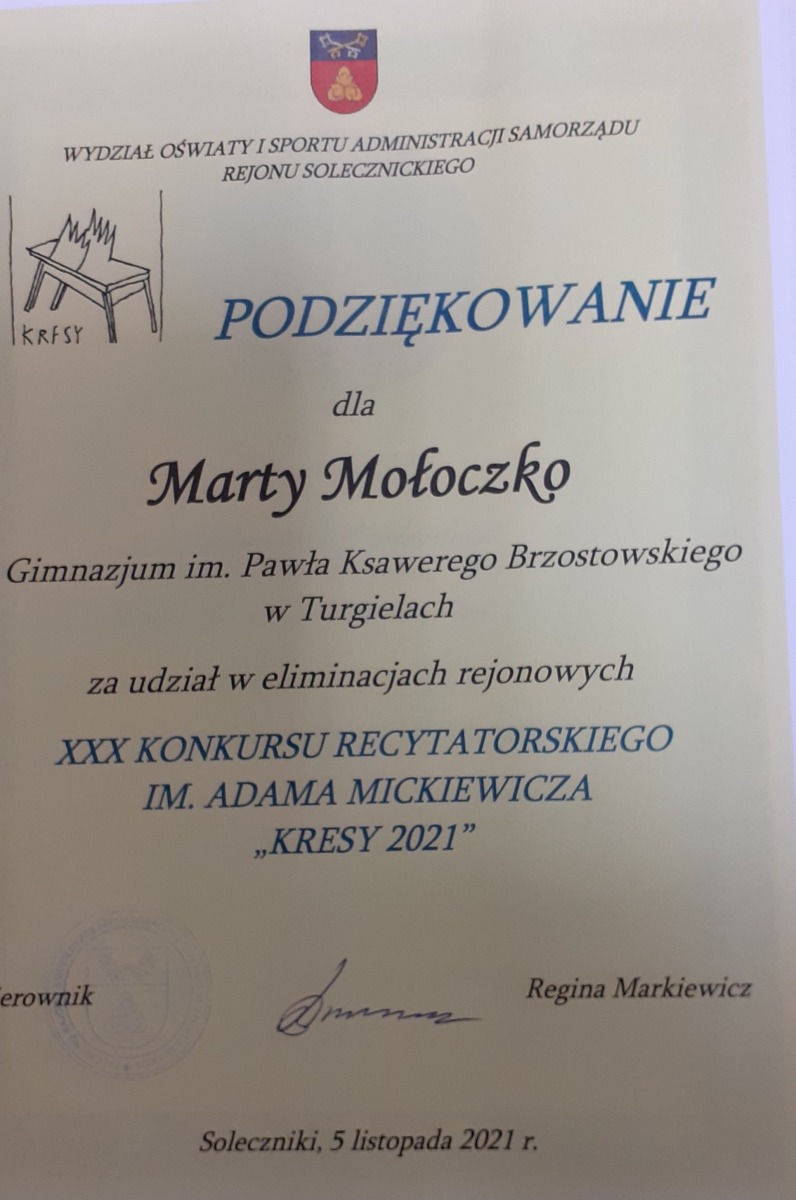 WYDZIAŁ OŚWIATY I SPORTU ADMINISTRACJI SAMORZĄDU
REJONU SOLECZNICKIEGO
KRESY
PODZIĘKOWANIE
dla
Marty Mołoczko
Gimnazjum im. Pawła Ksawerego Brzostowskiego
w Turgielach
za udział w eliminacjach rejonowych
XXX KONKURSU RECYTATORSKIEGO
IM. ADAMA MICKIEWICZA
„KRESY 2021”
erownik
Regina Markiewicz
Soleczniki, 5 listopada 2021 r.